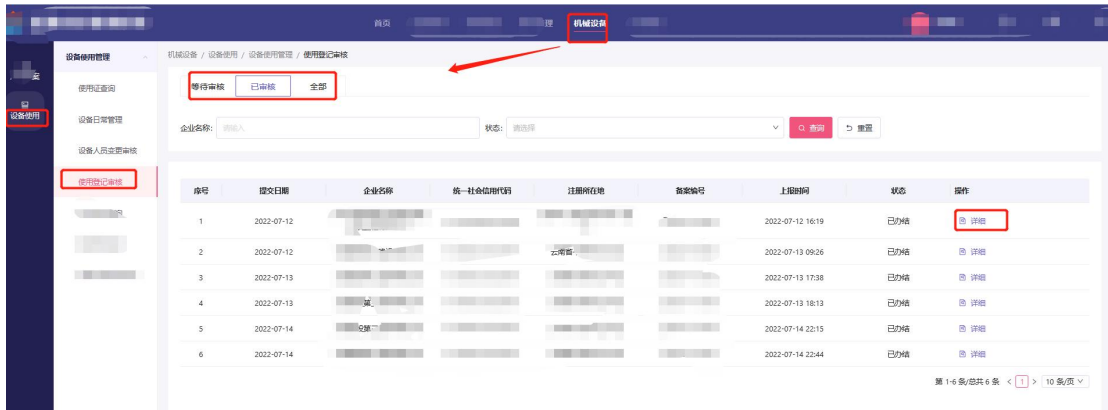 首页 理 机械设备
设备使用
设备使用管理
使用证查询
设备日常管理
设备人员变更审核
使用登记审核
机械设备 / 设备使用 / 设备使用管理 / 使用登记审核
等待审核 已审核 全部
企业名称: 请输入 状态: 请选择 查询 重置
序号 提交日期 企业名称 统一社会信用代码 注册所在地 备案编号 上报时间 状态 操作
1 2022-07-12 2022-07-12 16:19 已办结 详细
2 2022-07-12 云南省 2022-07-13 09:26 已办结 详细
3 2022-07-13 2022-07-13 17:38 已办结 详细
4 2022-07-13 第 2022-07-13 18:13 已办结 详细
5 2022-07-14 2022-07-14 22:15 已办结 详细
6 2022-07-14 2022-07-14 22:44 已办结 详细
第 1-6 条/总共 6 条 < 1 > 10 条/页